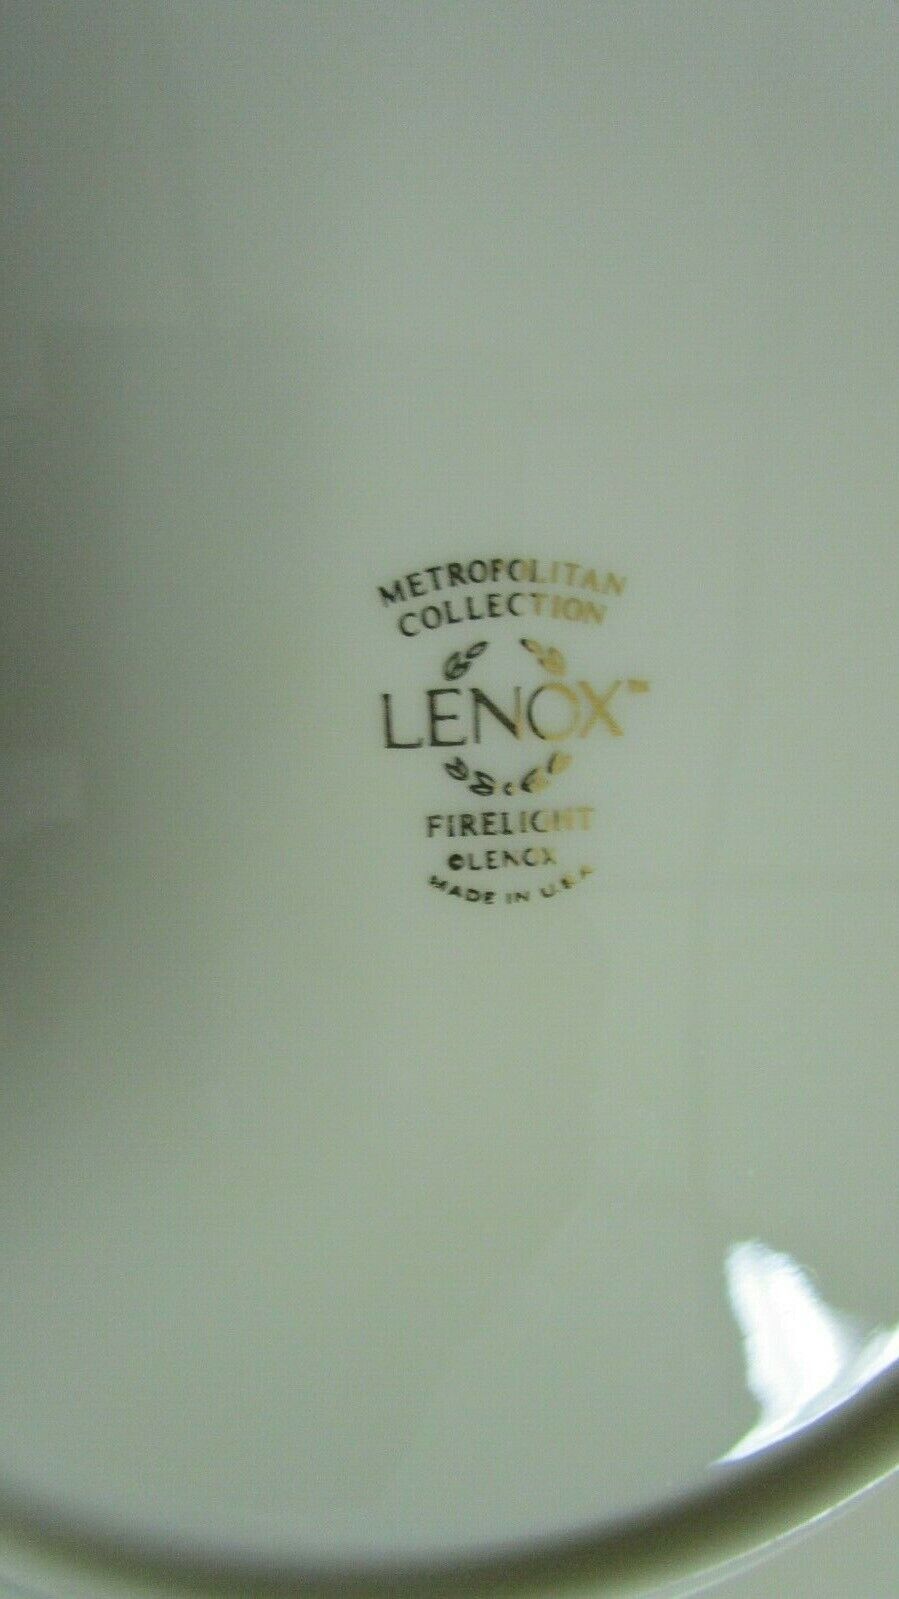 METROPOLITAN
COLLECTION
LENOX™
FIRELIGHT
©LENOX
MADE IN U.S.A